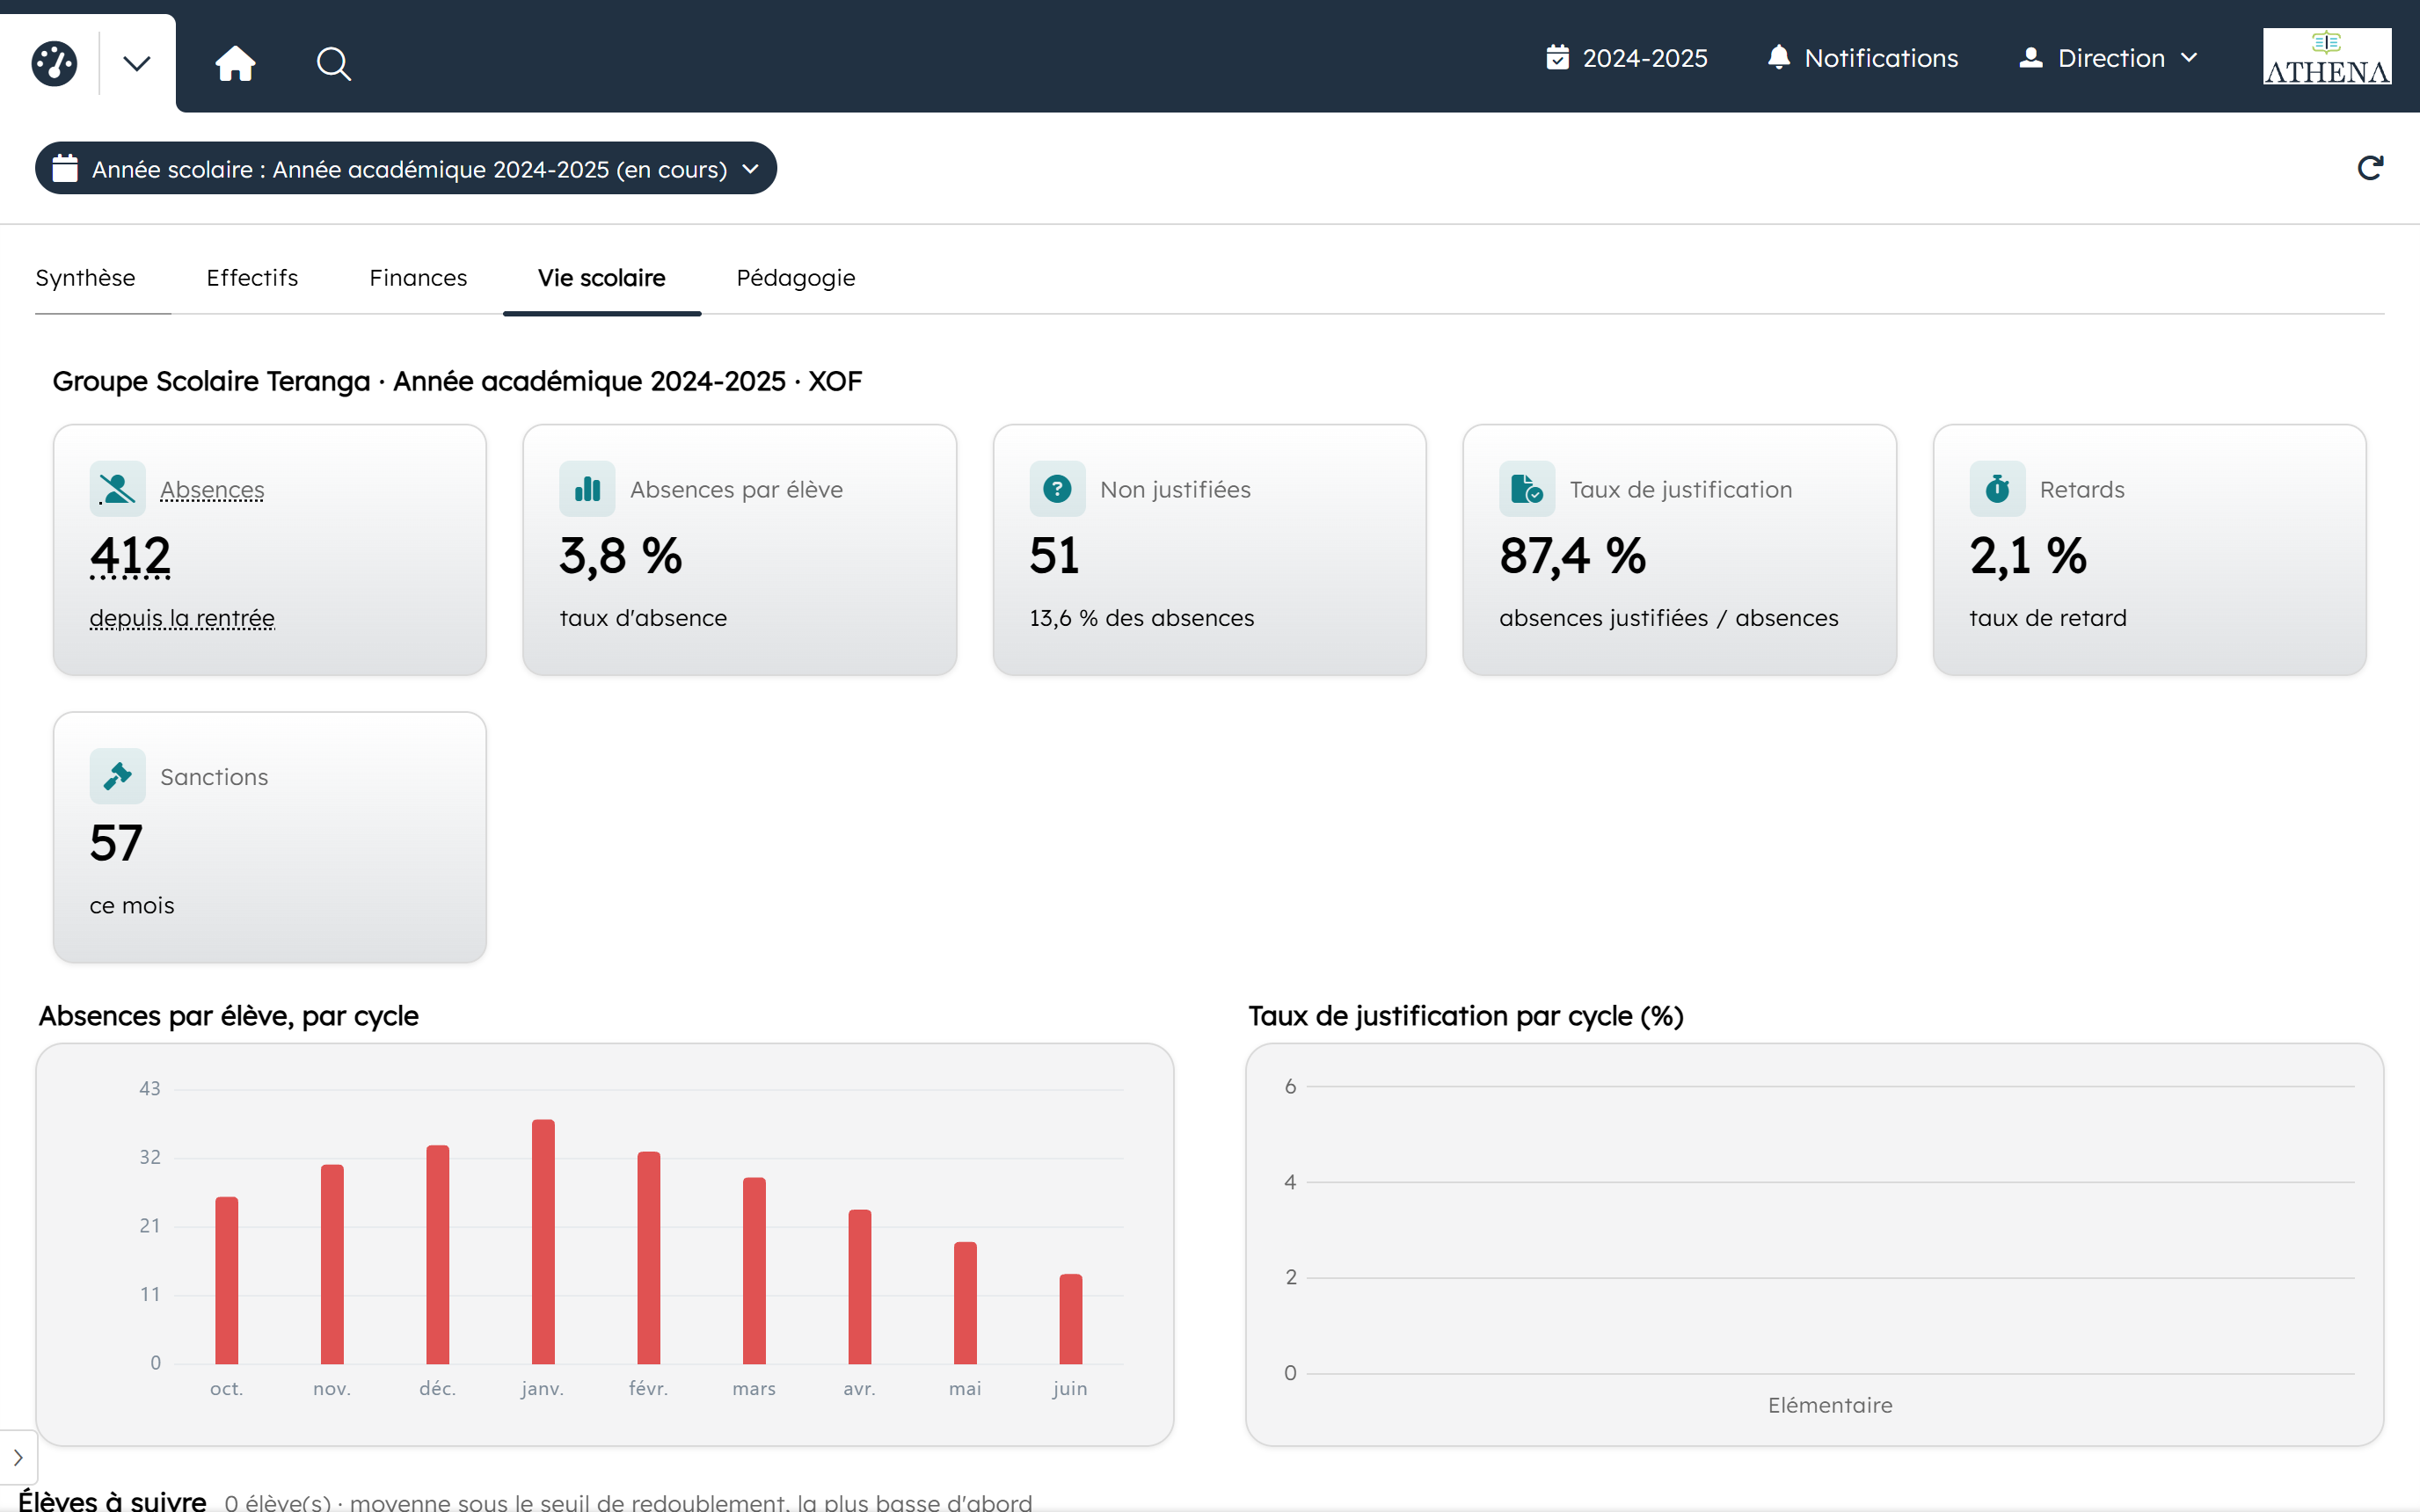 2024-2025
Notifications
Direction
ATHENA
Année scolaire : Année académique 2024-2025 (en cours)
Synthèse
Effectifs
Finances
Vie scolaire
Pédagogie
Groupe Scolaire Teranga · Année académique 2024-2025 · XOF
Absences
412
depuis la rentrée
Absences par élève
3,8 %
taux d'absence
Non justifiées
51
13,6 % des absences
Taux de justification
87,4 %
absences justifiées / absences
Retards
2,1 %
taux de retard
Sanctions
57
ce mois
Absences par élève, par cycle
43
32
21
11
0
oct. nov. déc. janv. févr. mars avr. mai juin
Taux de justification par cycle (%)
6
4
2
0
Elémentaire
Élèves à suivre 0 élève(s) · moyenne sous le seuil de redoublement, la plus basse d'abord